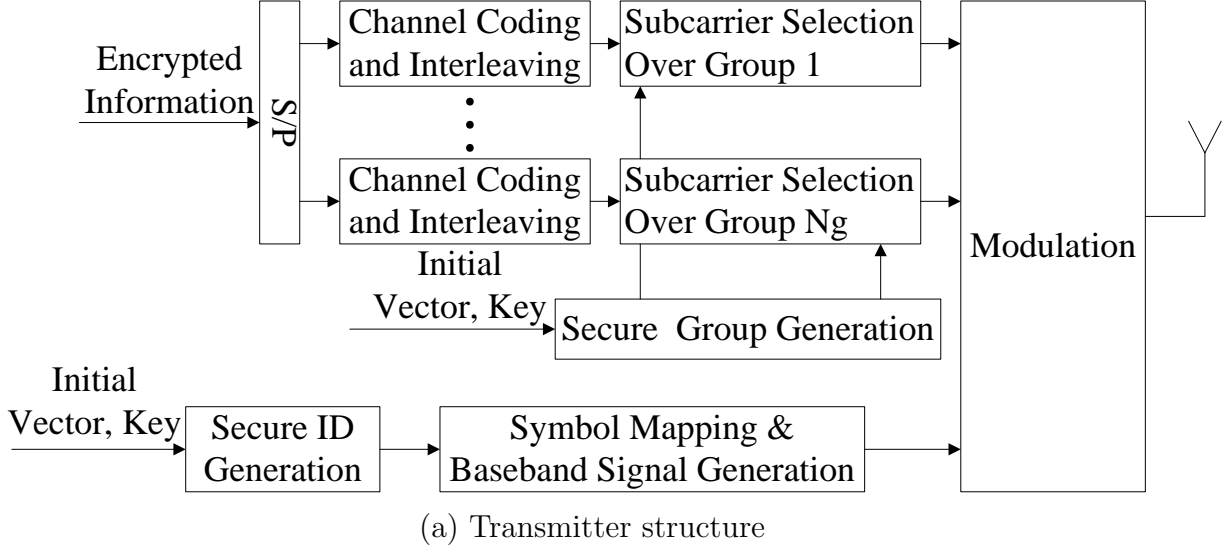 Encrypted
Information
S/P
Channel Coding
and Interleaving
Subcarrier Selection
Over Group 1
Channel Coding
and Interleaving
Subcarrier Selection
Over Group Ng
Initial
Vector, Key
Secure Group Generation
Modulation
Initial
Vector, Key
Secure ID
Generation
Symbol Mapping &
Baseband Signal Generation
(a) Transmitter structure